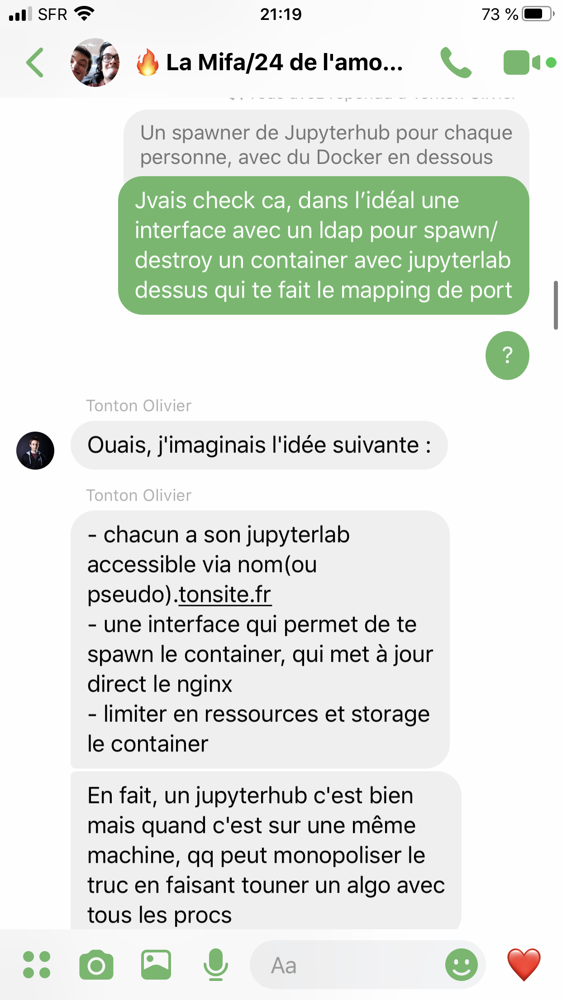 SFR
21:19
73 %
🔥 La Mifa/24 de l'amo...
Vous avez répondu à Tonton Olivier
Un spawner de Jupyterhub pour chaque
personne, avec du Docker en dessous
Jvais check ca, dans l’idéal une
interface avec un ldap pour spawn/
destroy un container avec jupyterlab
dessus qui te fait le mapping de port
?
Tonton Olivier
Ouais, j'imaginais l'idée suivante :
Tonton Olivier
- chacun a son jupyterlab
accessible via nom(ou
pseudo).tonsite.fr
- une interface qui permet de te
spawn le container, qui met à jour
direct le nginx
- limiter en ressources et storage
le container
En fait, un jupyterhub c'est bien
mais quand c'est sur une même
machine, qq peut monopoliser le
truc en faisant touner un algo avec
tous les procs
Aa